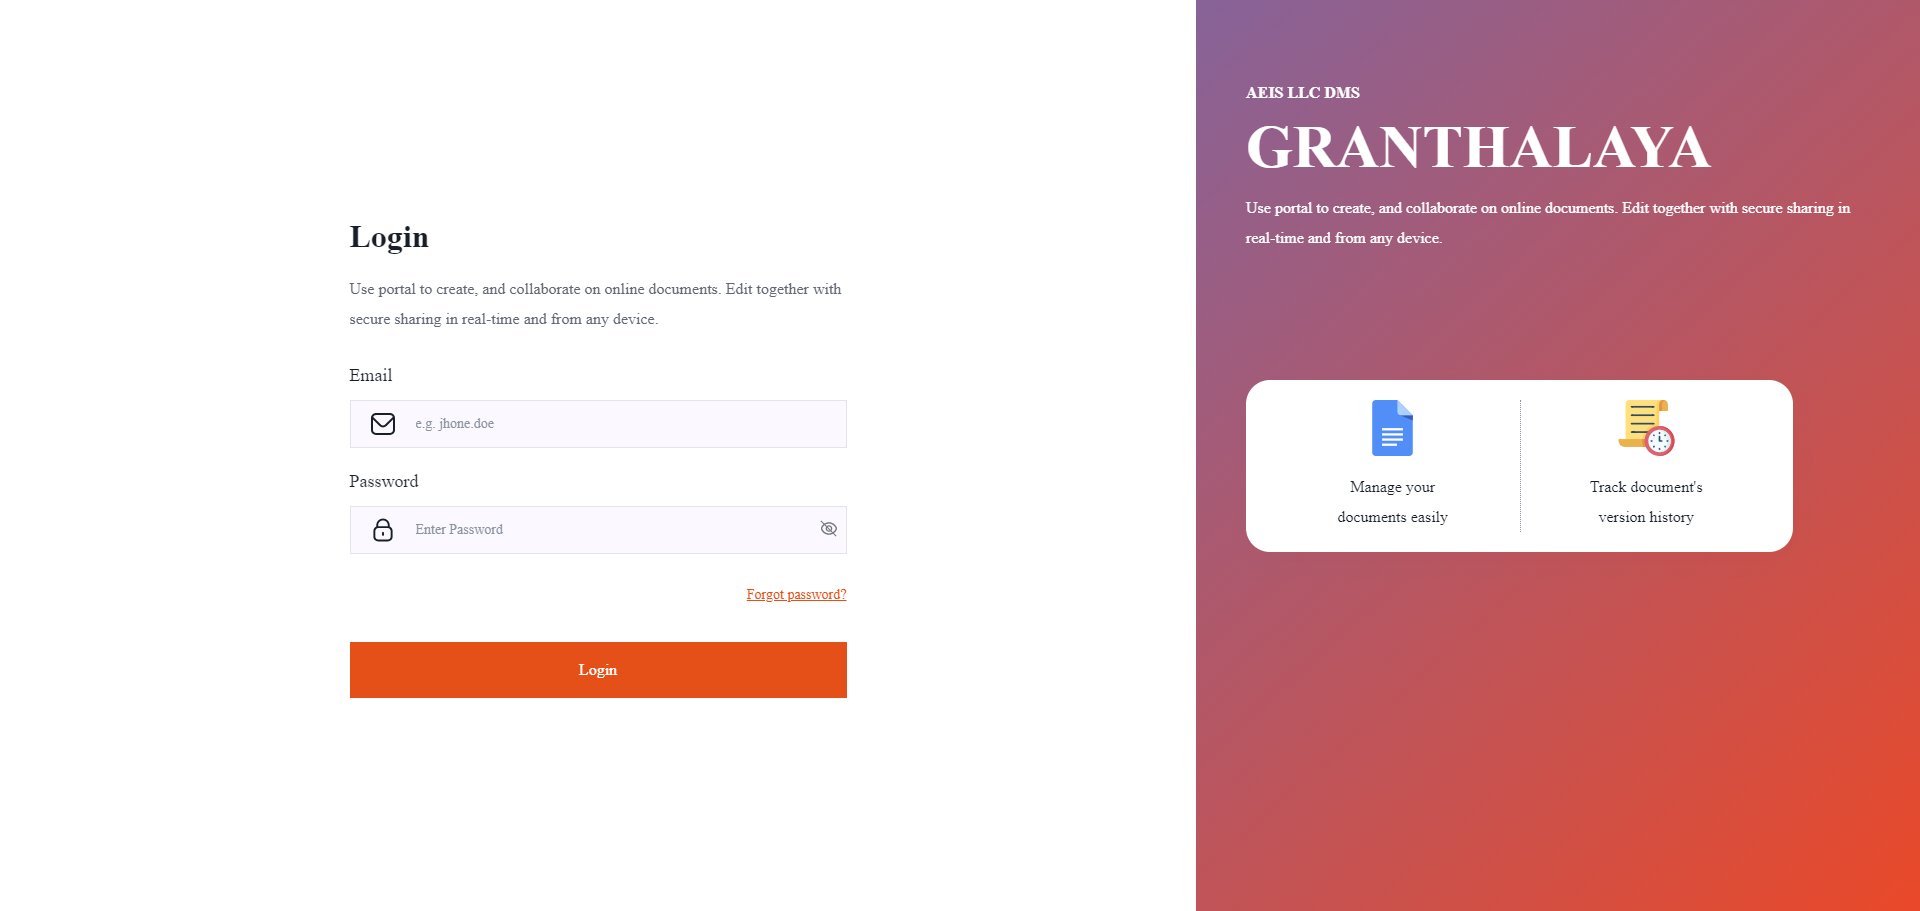 Login
Use portal to create, and collaborate on online documents. Edit together with
secure sharing in real-time and from any device.
Email
e.g. jhone.doe
Password
Enter Password
Forgot password?
Login
AEIS LLC DMS
GRANTHALAYA
Use portal to create, and collaborate on online documents. Edit together with secure sharing in
real-time and from any device.
Manage your
documents easily
Track document's
version history